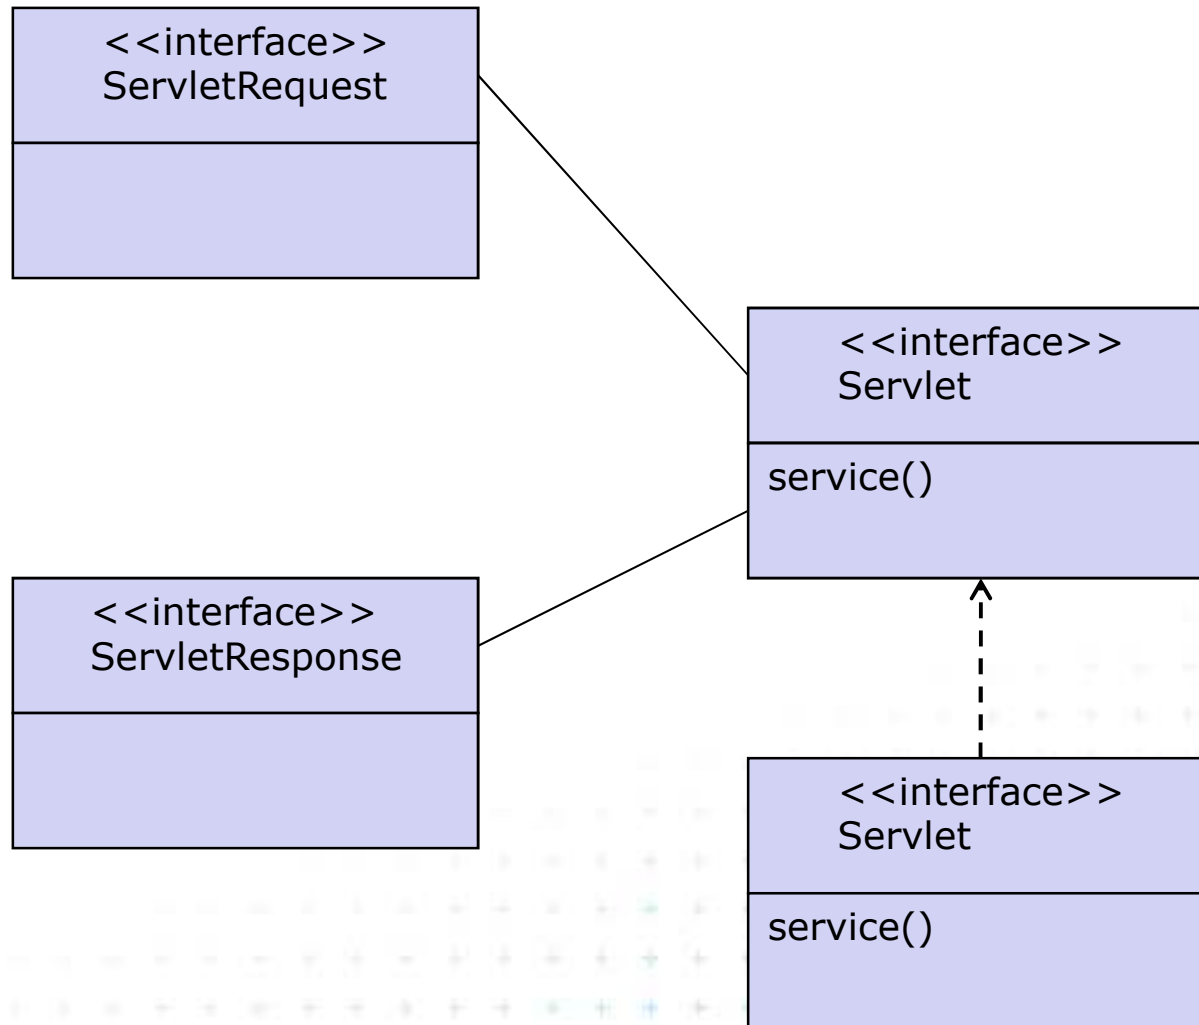 <<interface>>
ServletRequest
<<interface>>
Servlet
service()
<<interface>>
ServletResponse
<<interface>>
Servlet
service()